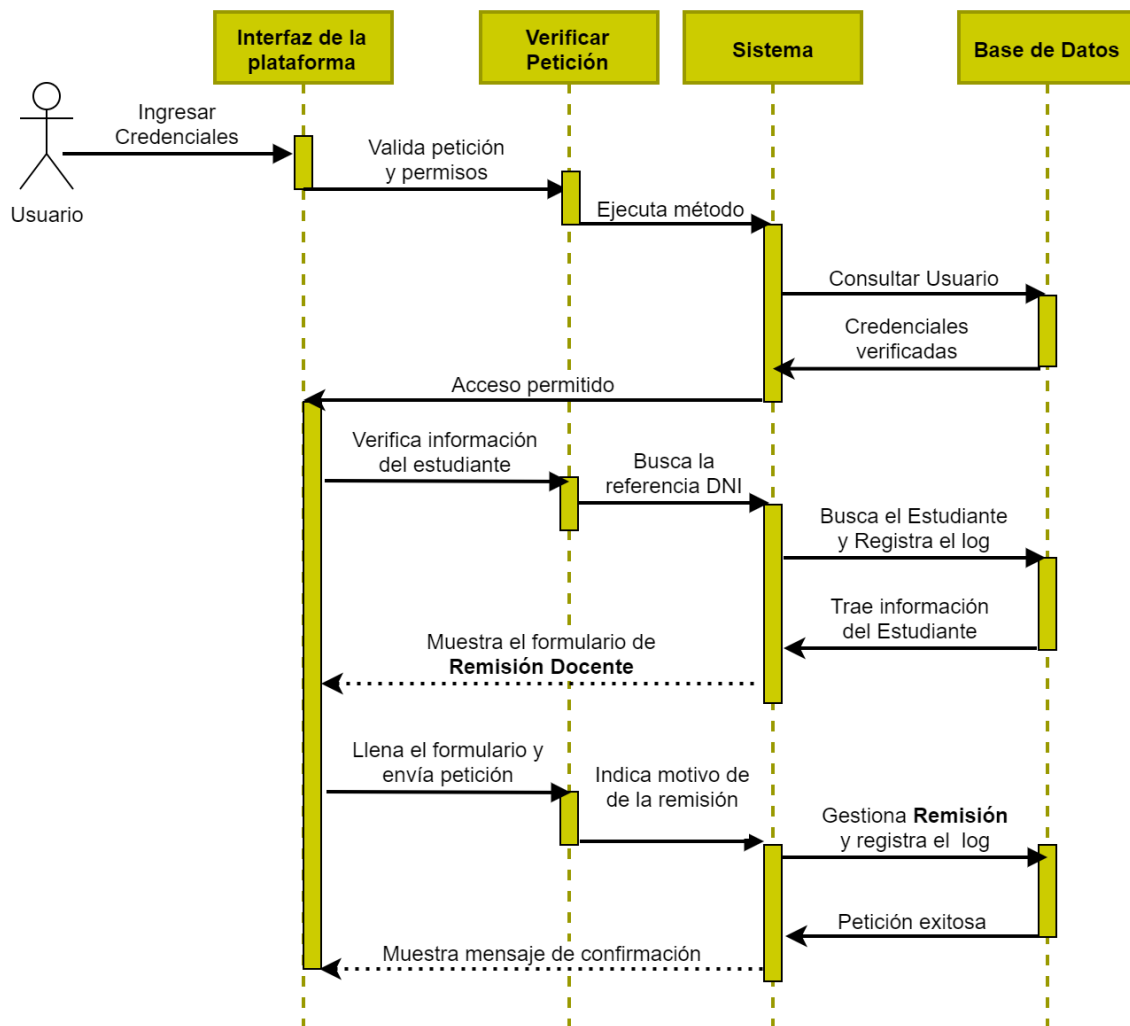 Interfaz de la
plataforma
Verificar
Petición
Sistema
Base de Datos
Usuario
Ingresar
Credenciales
Valida petición
y permisos
Ejecuta método
Consultar Usuario
Credenciales
verificadas
Acceso permitido
Verifica información
del estudiante
Busca la
referencia DNI
Busca el Estudiante
y Registra el log
Trae información
del Estudiante
Muestra el formulario de
Remisión Docente
Llena el formulario y
envía petición
Indica motivo de
de la remisión
Gestiona Remisión
y registra el log
Petición exitosa
Muestra mensaje de confirmación